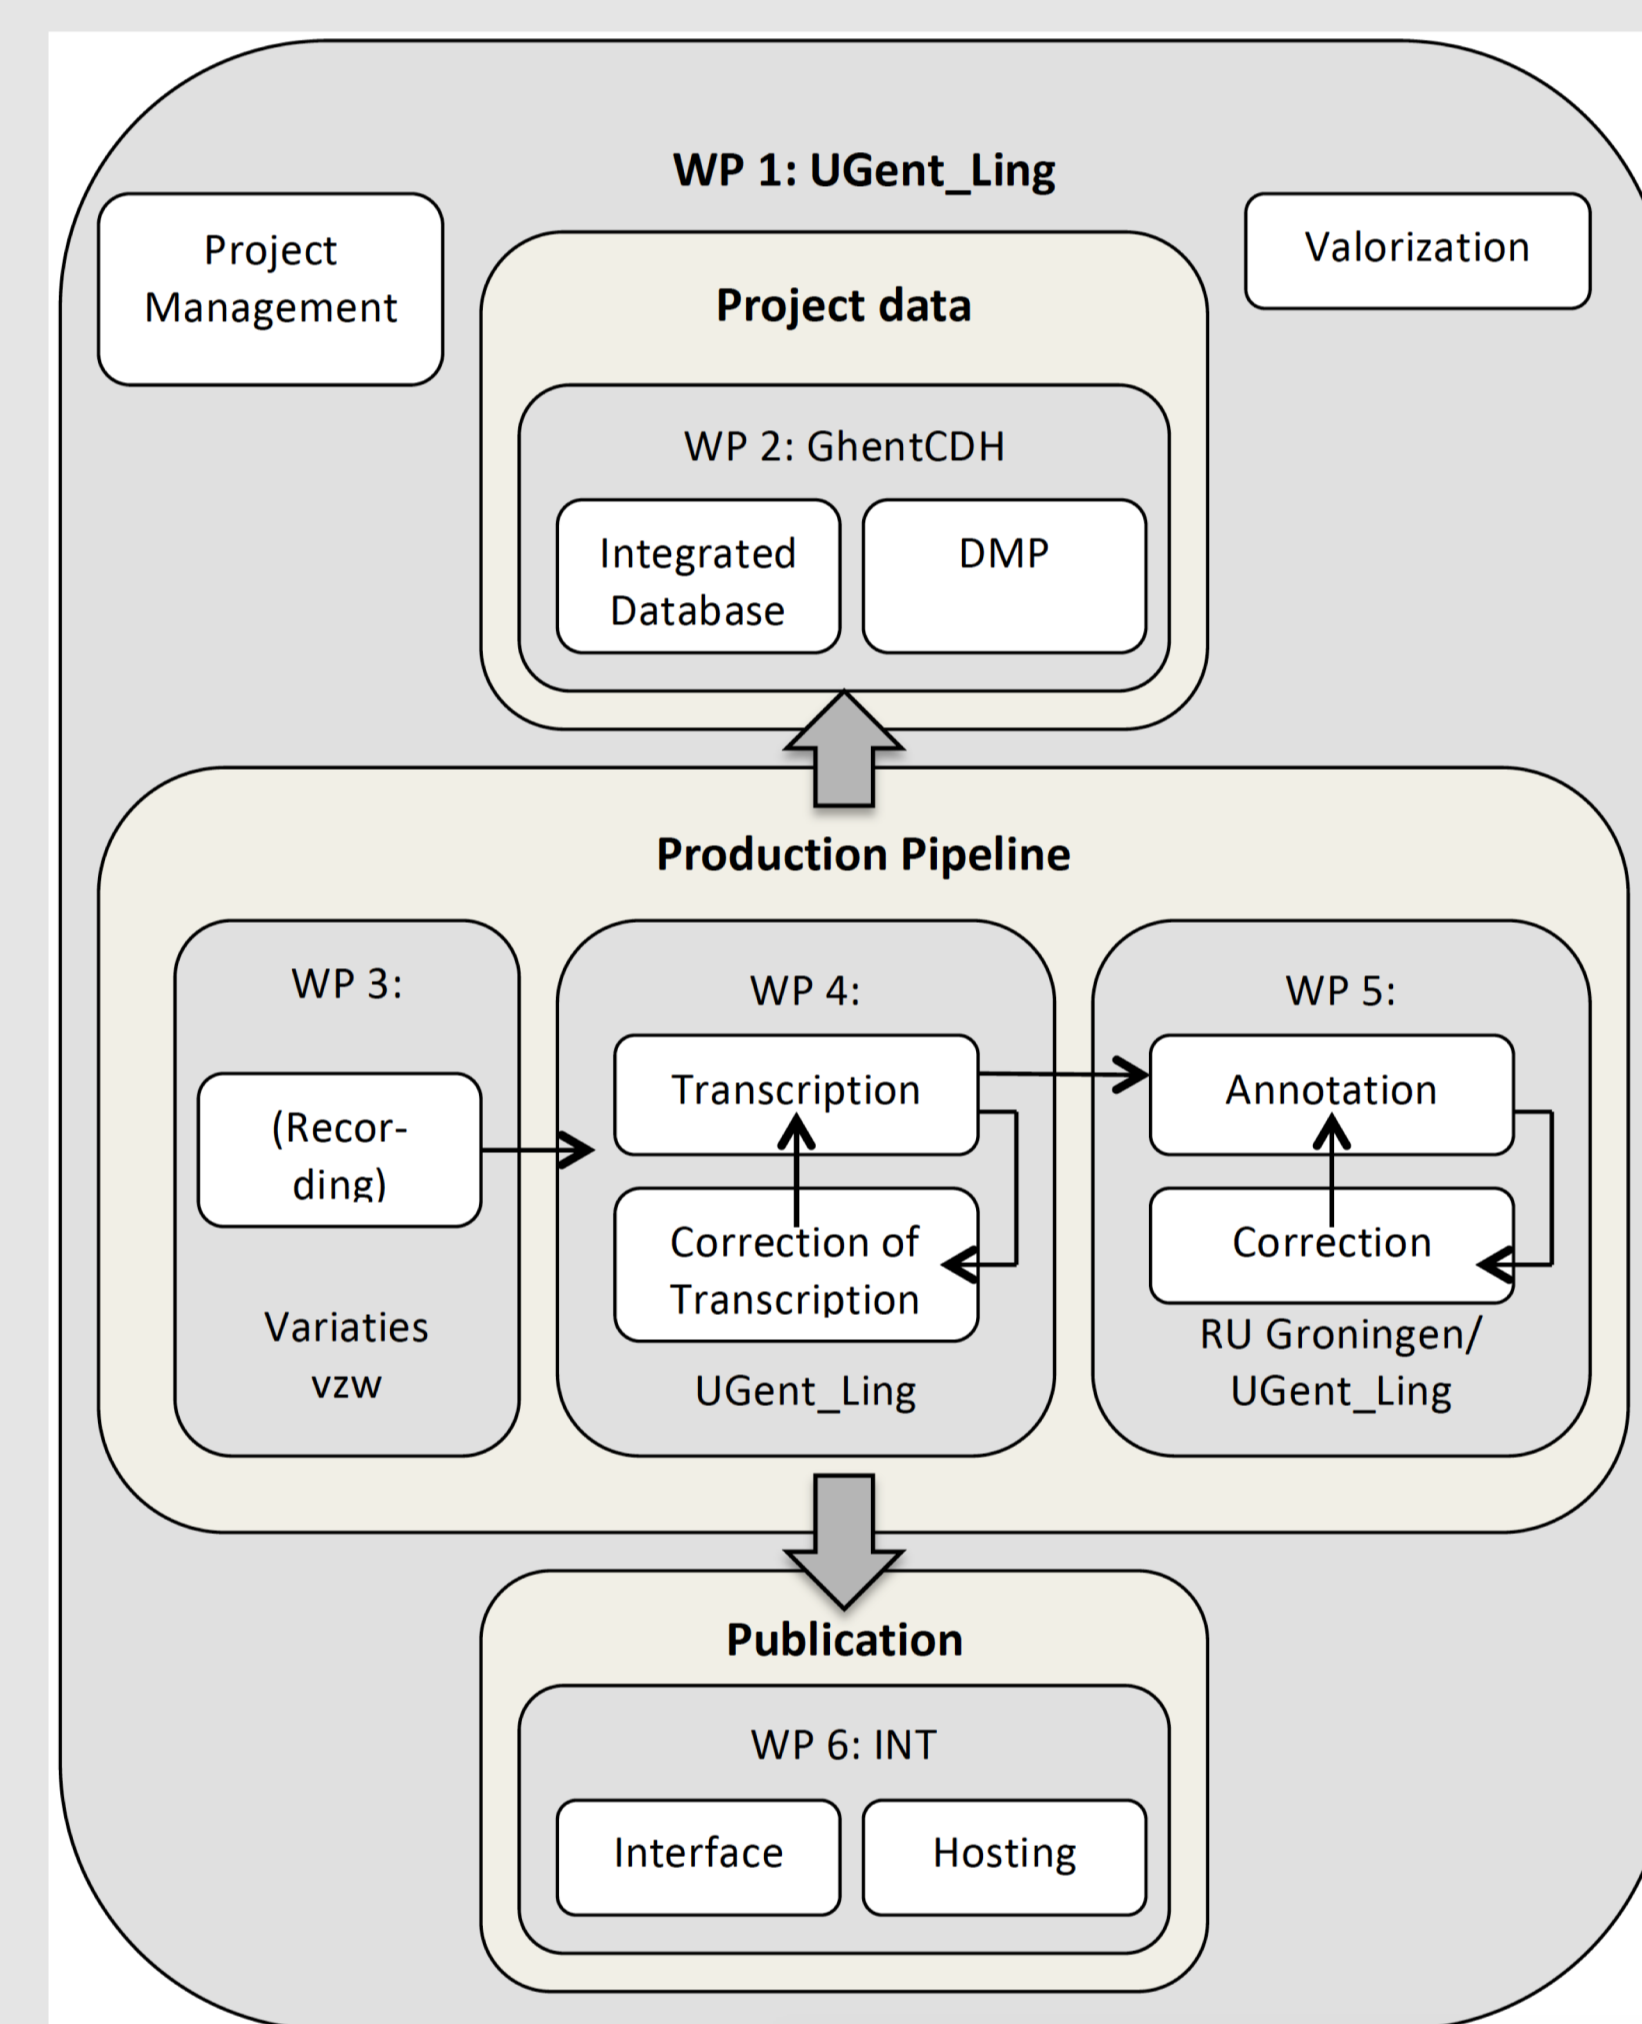 WP 1: UGent_Ling
Project
Management
Valorization
Project data
WP 2: GhentCDH
Integrated
Database
DMP
Production Pipeline
WP 3:
(Recor-
ding)
Variaties
vzw
WP 4:
Transcription
Correction of
Transcription
UGent_Ling
WP 5:
Annotation
Correction
RU Groningen/
UGent_Ling
Publication
WP 6: INT
Interface
Hosting